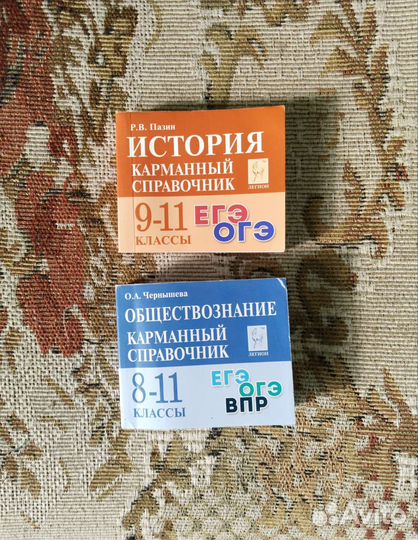 Р.В. Пазин
ИСТОРИЯ
КАРМАННЫЙ
СПРАВОЧНИК
ЛЕГИОН
9-11
КЛАССЫ
ЕГЭ
ОГЭ
О.А. Чернышева
ОБЩЕСТВОЗНАНИЕ
КАРМАННЫЙ
СПРАВОЧНИК
ЛЕГИОН
8-11
КЛАССЫ
ЕГЭ
ОГЭ
ВПР
Avito